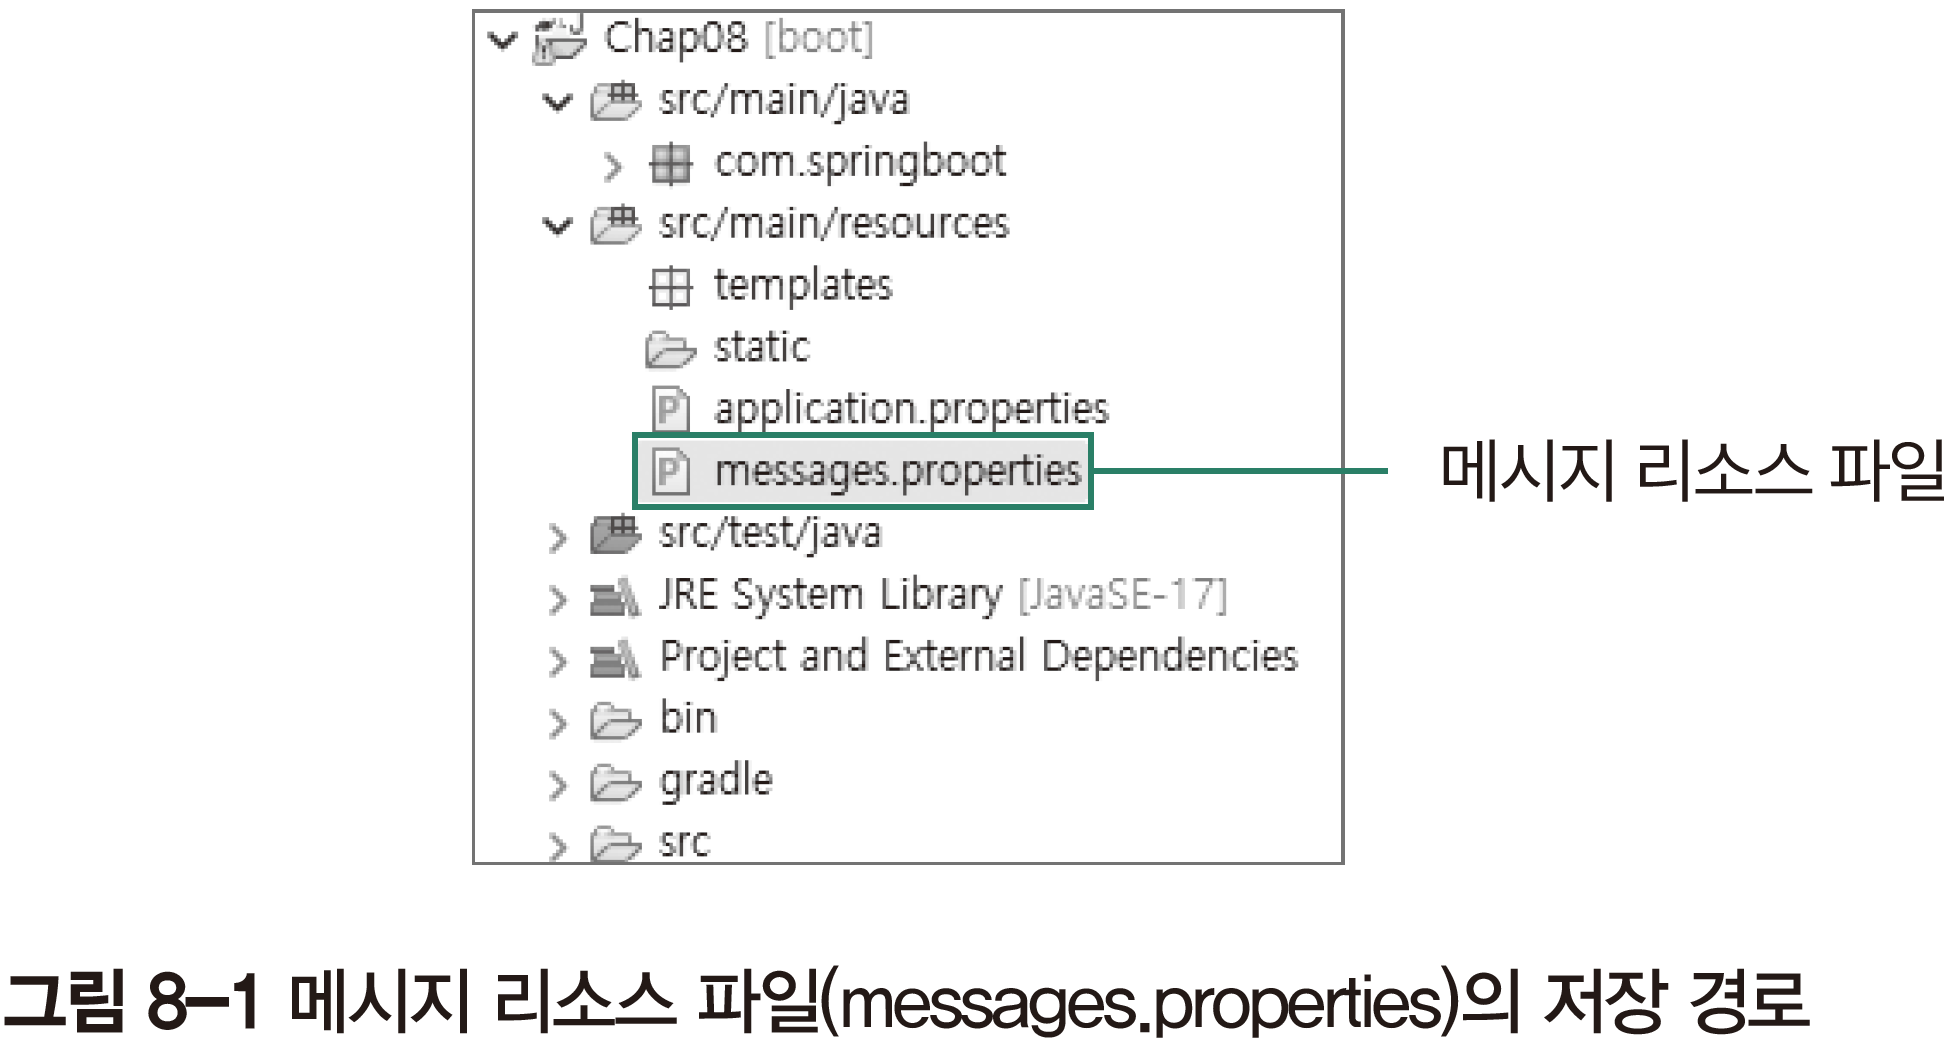 Chap08 [boot]
src/main/java
com.springboot
src/main/resources
templates
static
application.properties
messages.properties
메시지 리소스 파일
src/test/java
JRE System Library [JavaSE-17]
Project and External Dependencies
bin
gradle
src
그림 8–1 메시지 리소스 파일(messages.properties)의 저장 경로